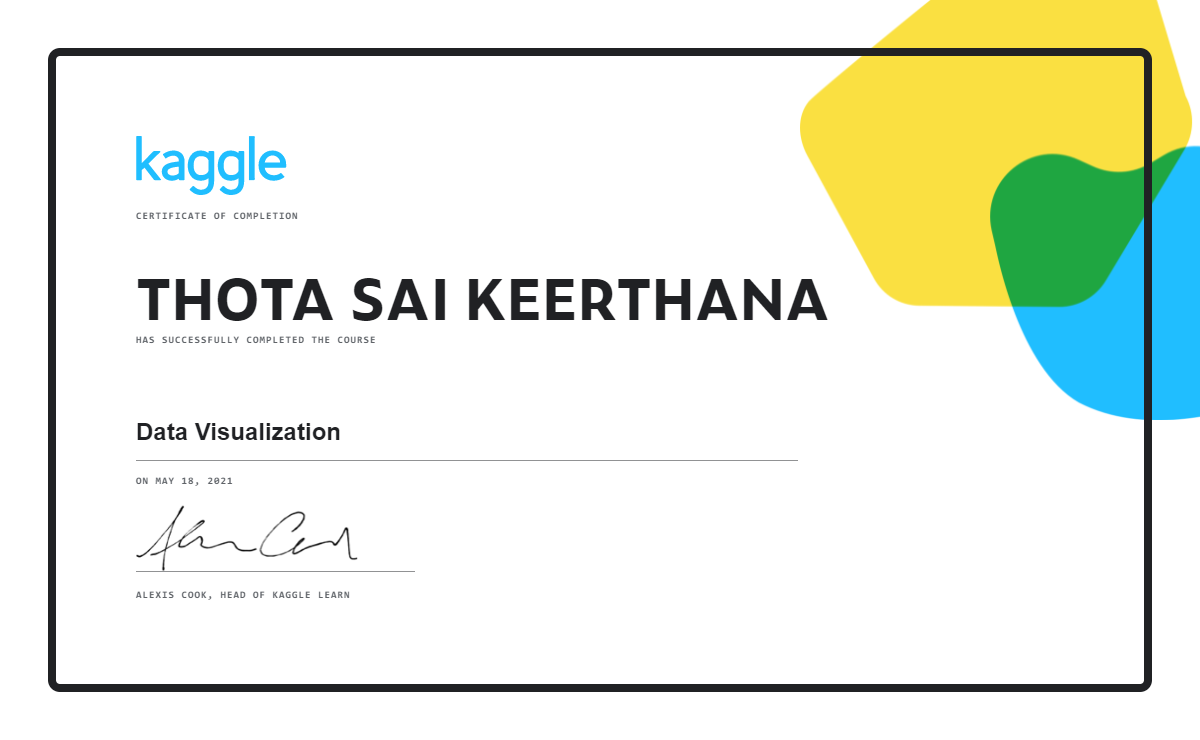 kaggle
CERTIFICATE OF COMPLETION
THOTA SAI KEERTHANA
HAS SUCCESSFULLY COMPLETED THE COURSE
Data Visualization
ON MAY 18, 2021
ALEXIS COOK, HEAD OF KAGGLE LEARN